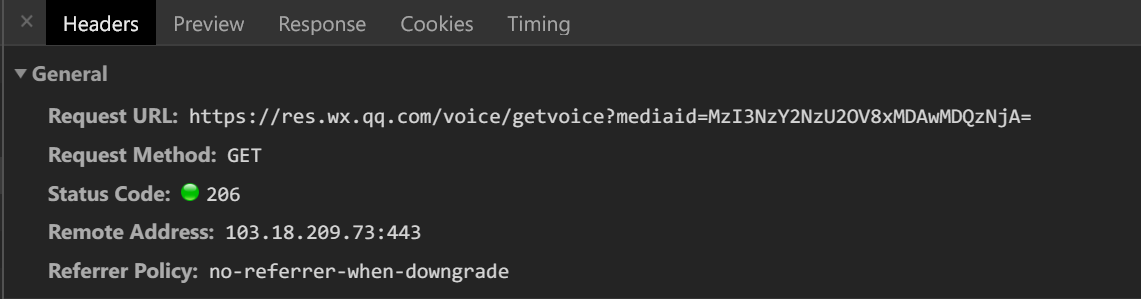 × Headers Preview Response Cookies Timing
▼ General
Request URL: https://res.wx.qq.com/voice/getvoice?mediaid=MzI3NzY2NzU2OV8xMDAwMDQzNjA=
Request Method: GET
Status Code: 206
Remote Address: 103.18.209.73:443
Referrer Policy: no-referrer-when-downgrade